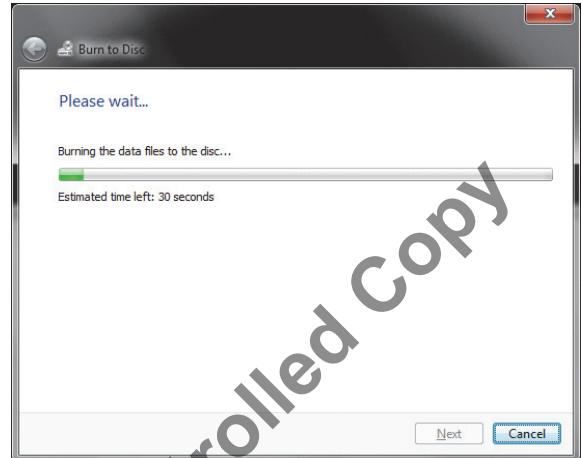 Burn to Disc
Please wait...
Burning the data files to the disc...
Estimated time left: 30 seconds
rolled Copy
Next
Cancel